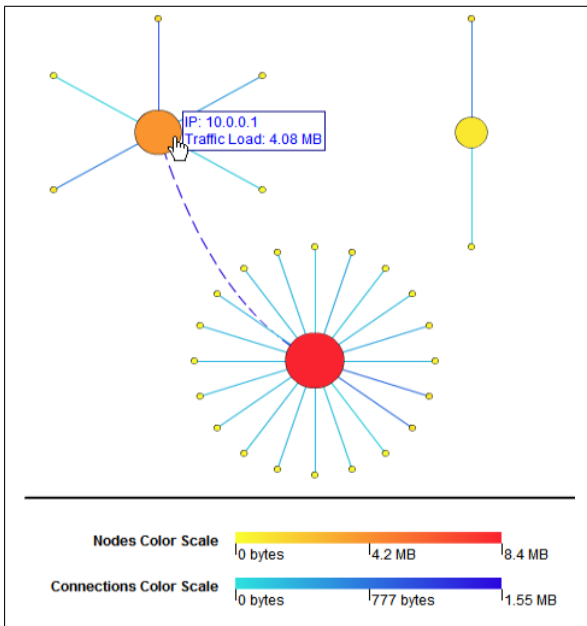 IP: 10.0.0.1
Traffic Load: 4.08 MB
Nodes Color Scale
0 bytes
4.2 MB
8.4 MB
Connections Color Scale
0 bytes
777 bytes
1.55 MB